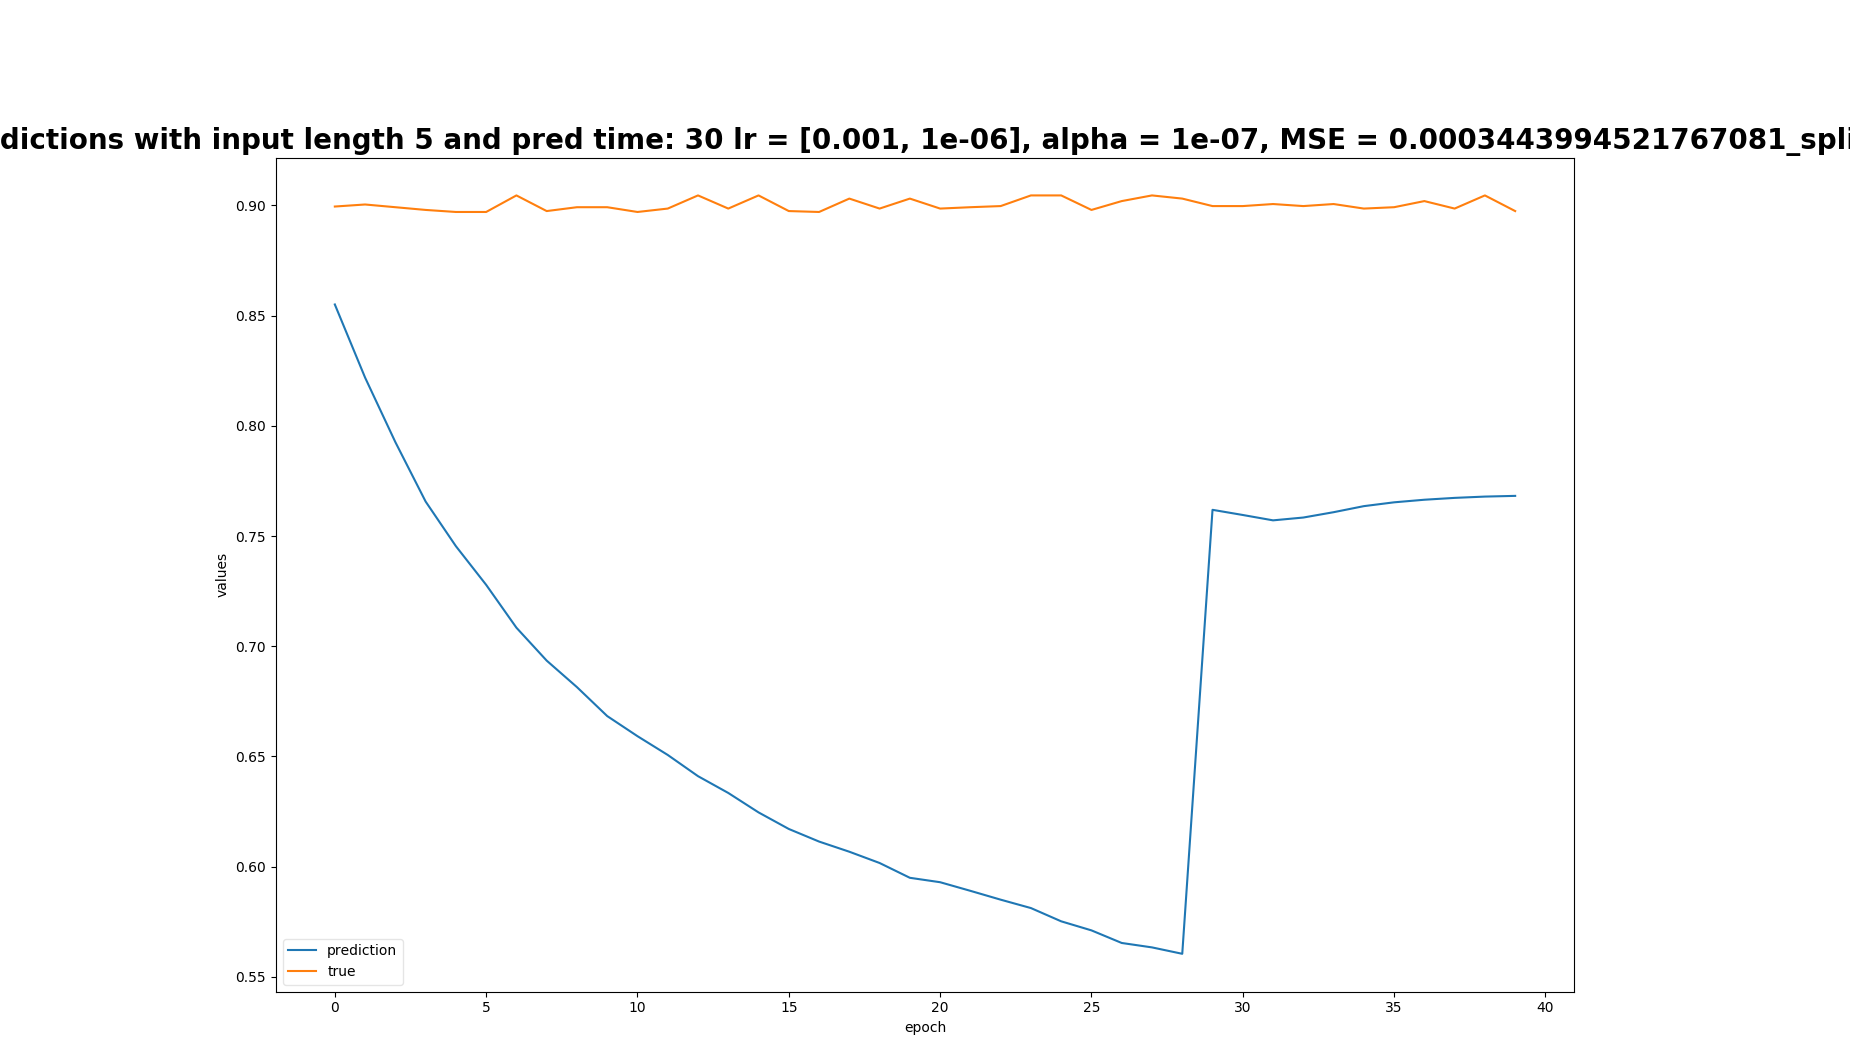 dictions with input length 5 and pred time: 30 lr = [0.001, 1e-06], alpha = 1e-07, MSE = 0.0003443994521767081_spli
0.90
0.85
0.80
0.75
0.70
0.65
0.60
0.55
values
prediction
true
0 5 10 15 20 25 30 35 40
epoch